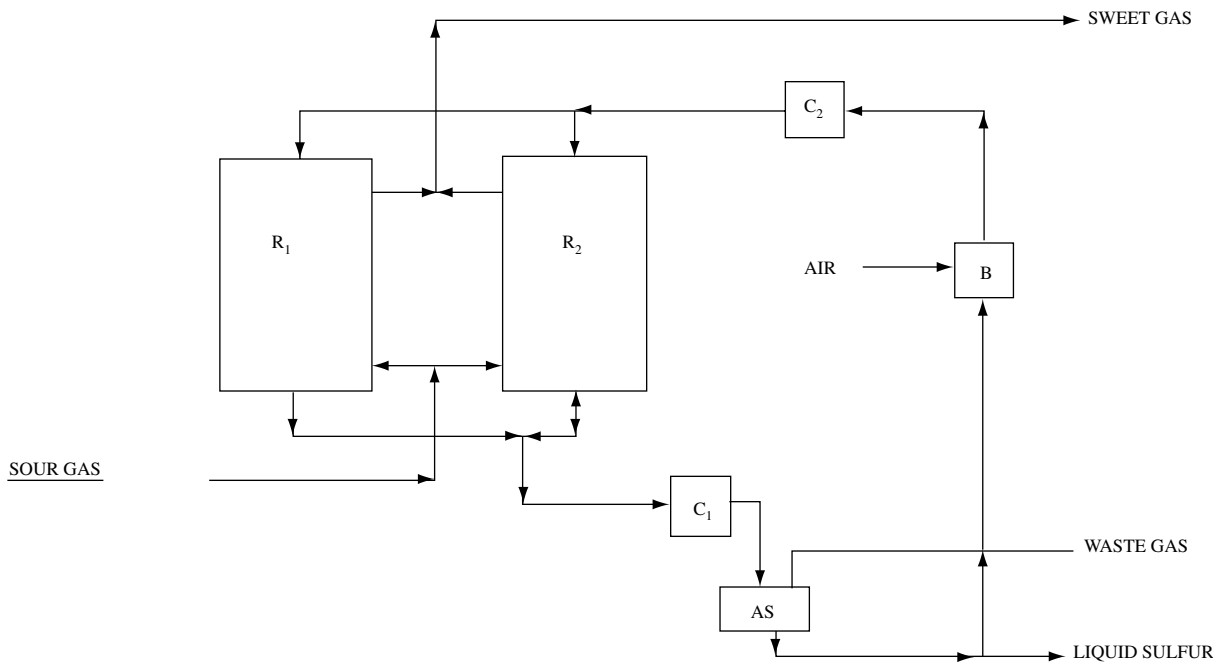 SWEET GAS
C2
R1
R2
AIR
B
SOUR GAS
C1
WASTE GAS
AS
LIQUID SULFUR